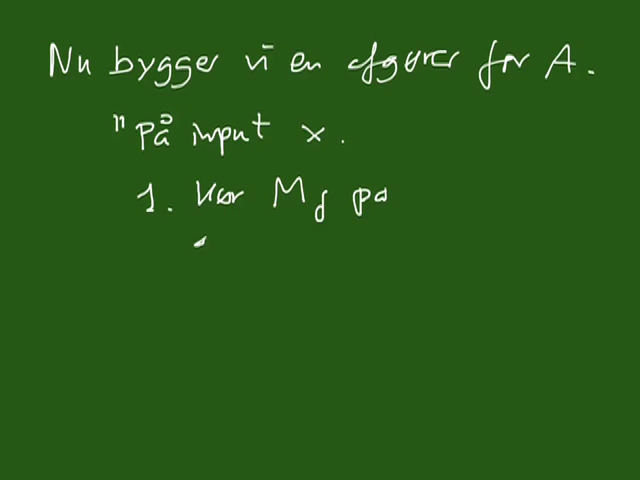 Nu bygger vi en afgører for A.
"På input x.
1. Kør M_f på